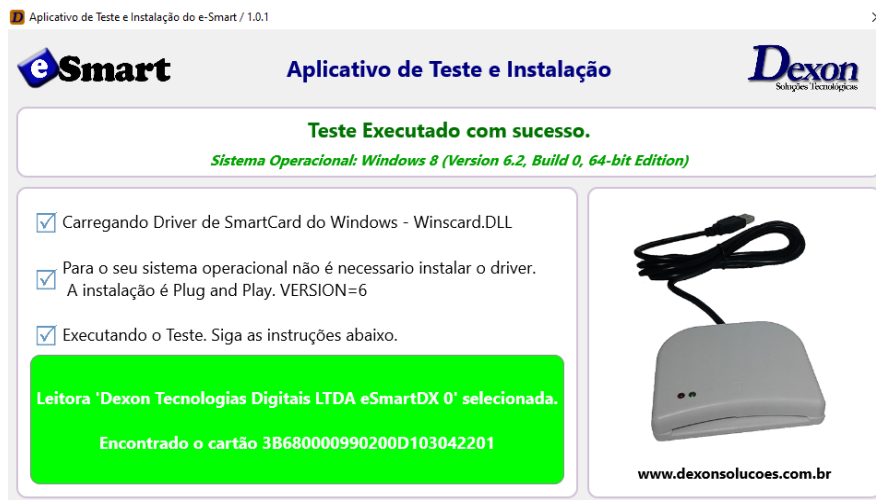 Aplicativo de Teste e Instalação do e-Smart / 1.0.1
eSmart
Aplicativo de Teste e Instalação
Dexon
Soluções Tecnológicas
Teste Executado com sucesso.
Sistema Operacional: Windows 8 (Version 6.2, Build 0, 64-bit Edition)
Carregando Driver de SmartCard do Windows - Winscard.DLL
Para o seu sistema operacional não é necessario instalar o driver.
A instalação é Plug and Play. VERSION=6
Executando o Teste. Siga as instruções abaixo.
Leitora 'Dexon Tecnologias Digitais LTDA eSmartDX 0' selecionada.
Encontrado o cartão 3B680000990200D103042201
www.dexonsolucoes.com.br